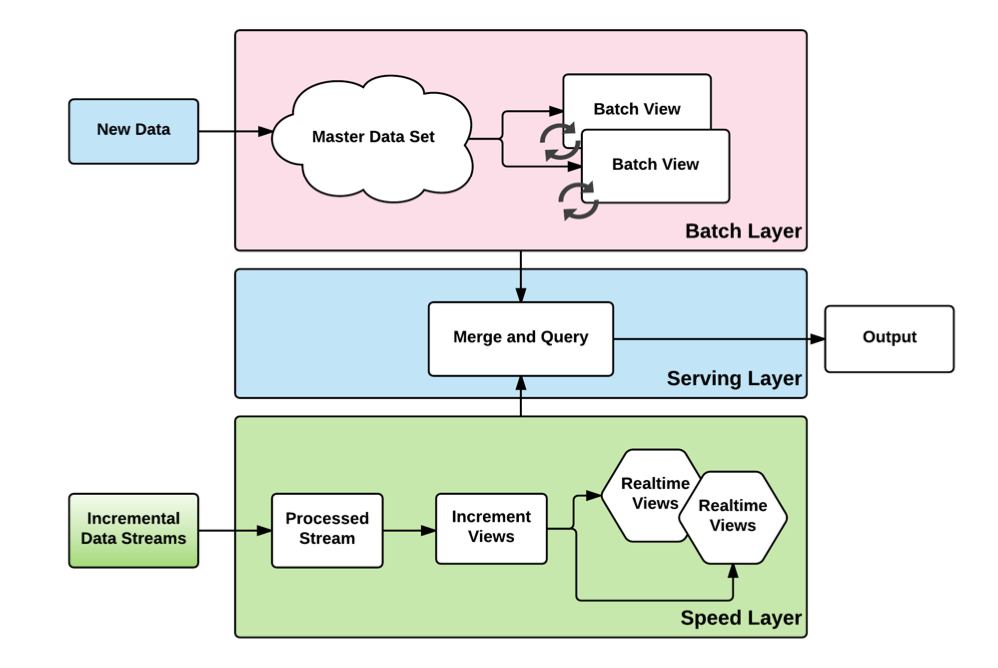 New Data
Master Data Set
Batch View
Batch View
Batch Layer
Merge and Query
Output
Serving Layer
Incremental
Data Streams
Processed
Stream
Increment
Views
Realtime
Views
Realtime
Views
Speed Layer